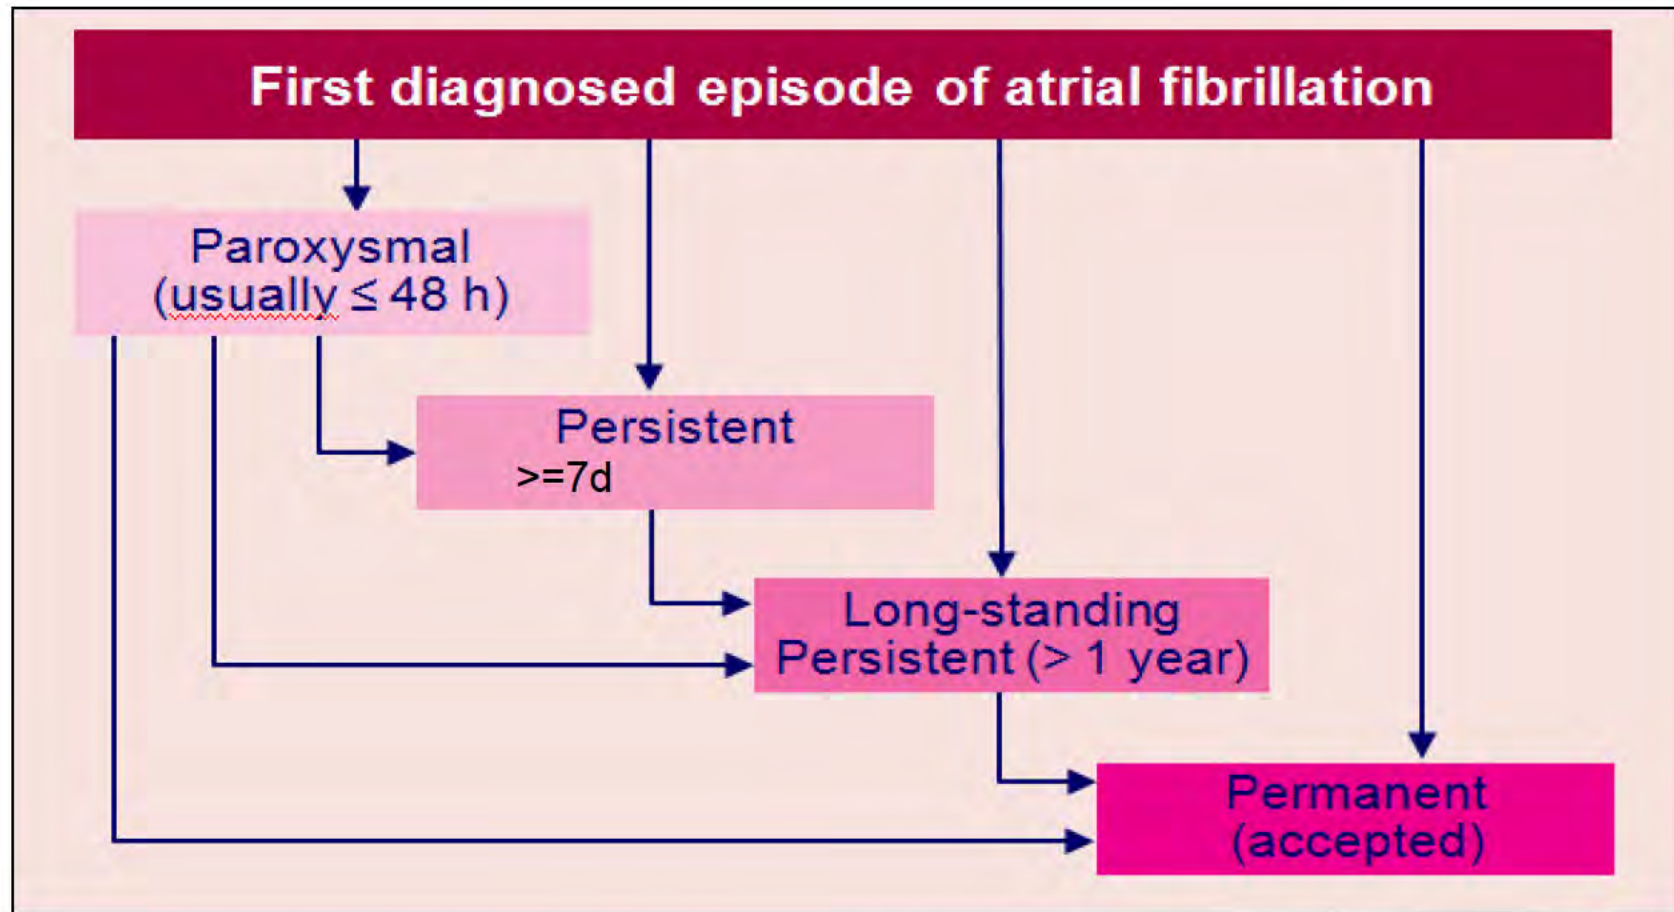 First diagnosed episode of atrial fibrillation
Paroxysmal
(usually ≤ 48 h)
Persistent
>=7d
Long-standing
Persistent (> 1 year)
Permanent
(accepted)